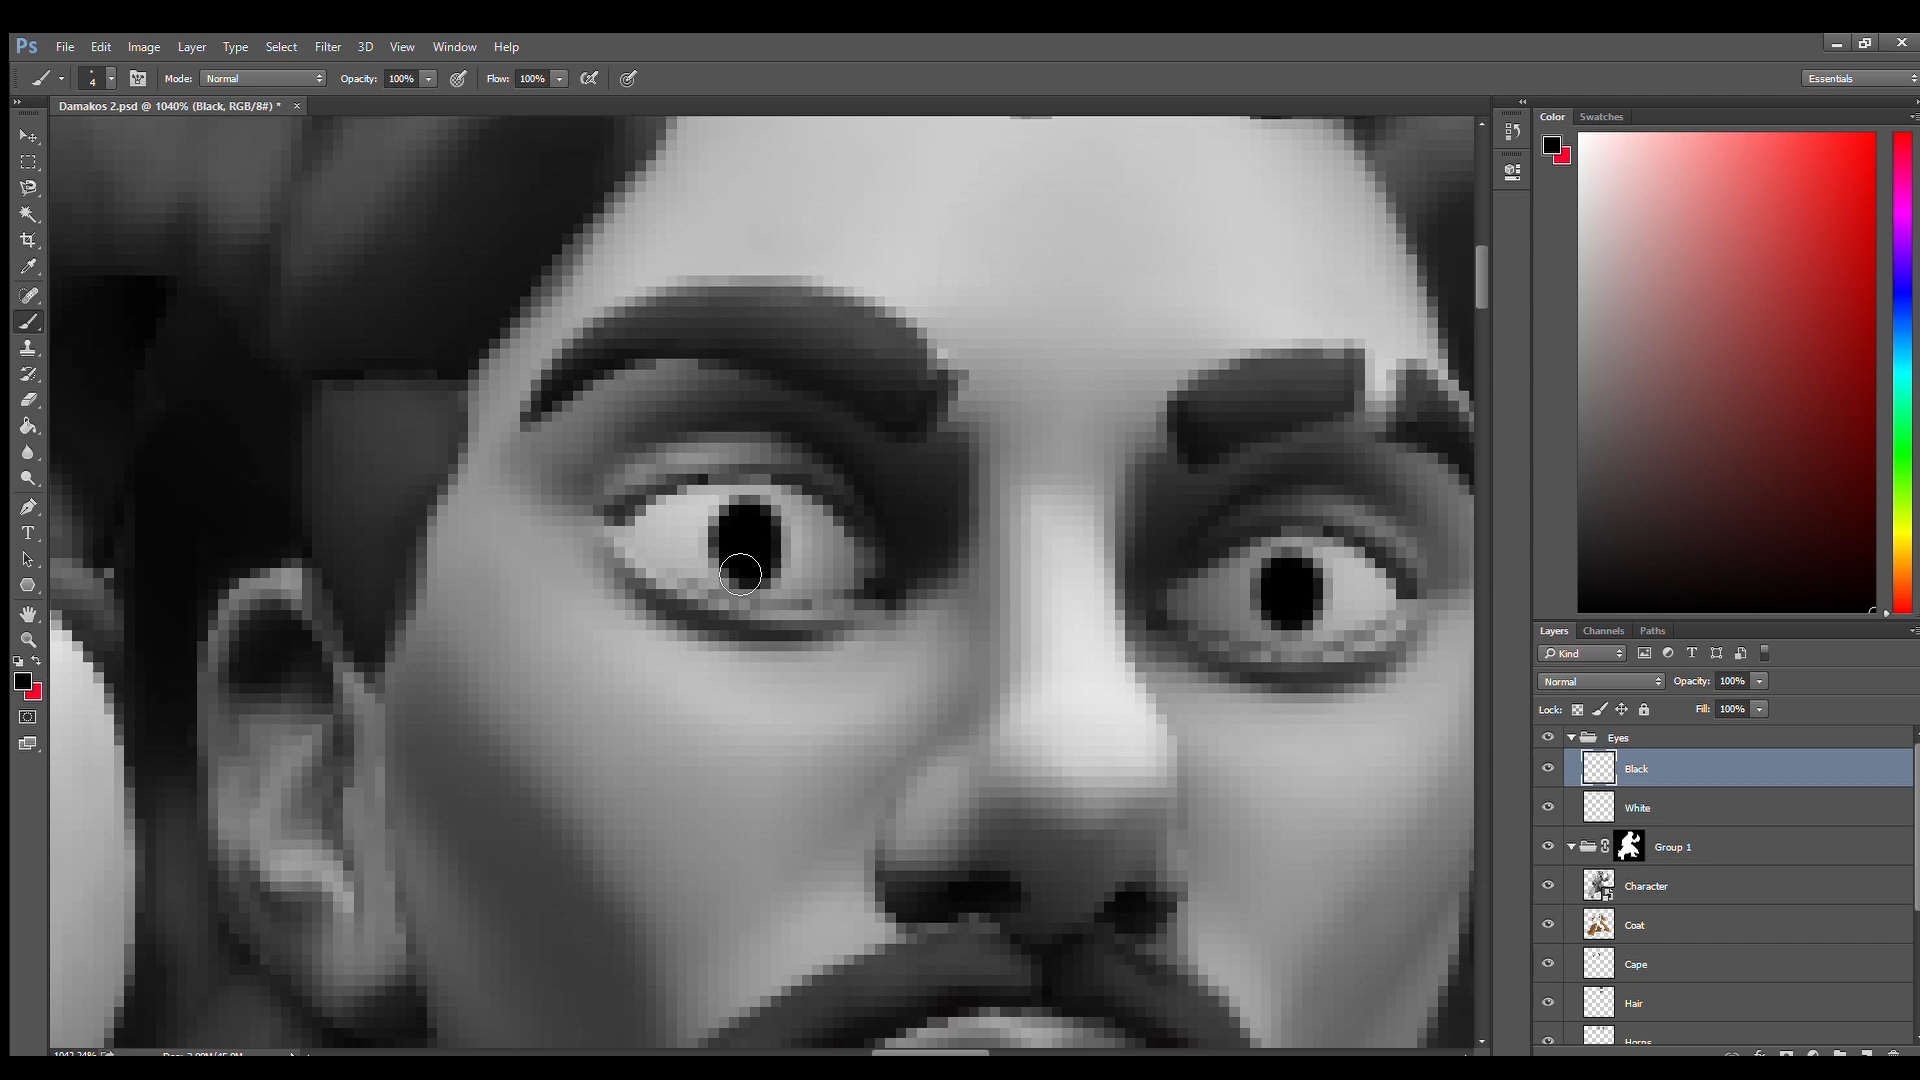 Ps File Edit Image Layer Type Select Filter 3D View Window Help
4 Mode: Normal Opacity: 100% Flow: 100% Essentials
Damakos 2.psd @ 1040% (Black, RGB/8#) * ×
Color Swatches
Layers Channels Paths
Kind
Normal Opacity: 100%
Lock: Fill: 100%
Eyes
Black
White
Group 1
Character
Coat
Cape
Hair
Horns